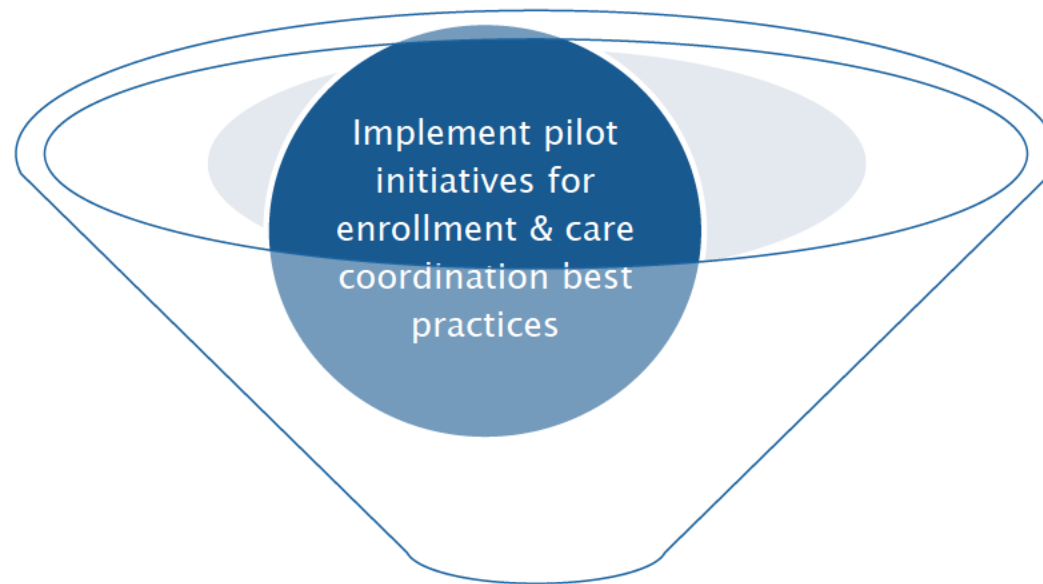 Implement pilot
initiatives for
enrollment & care
coordination best
practices